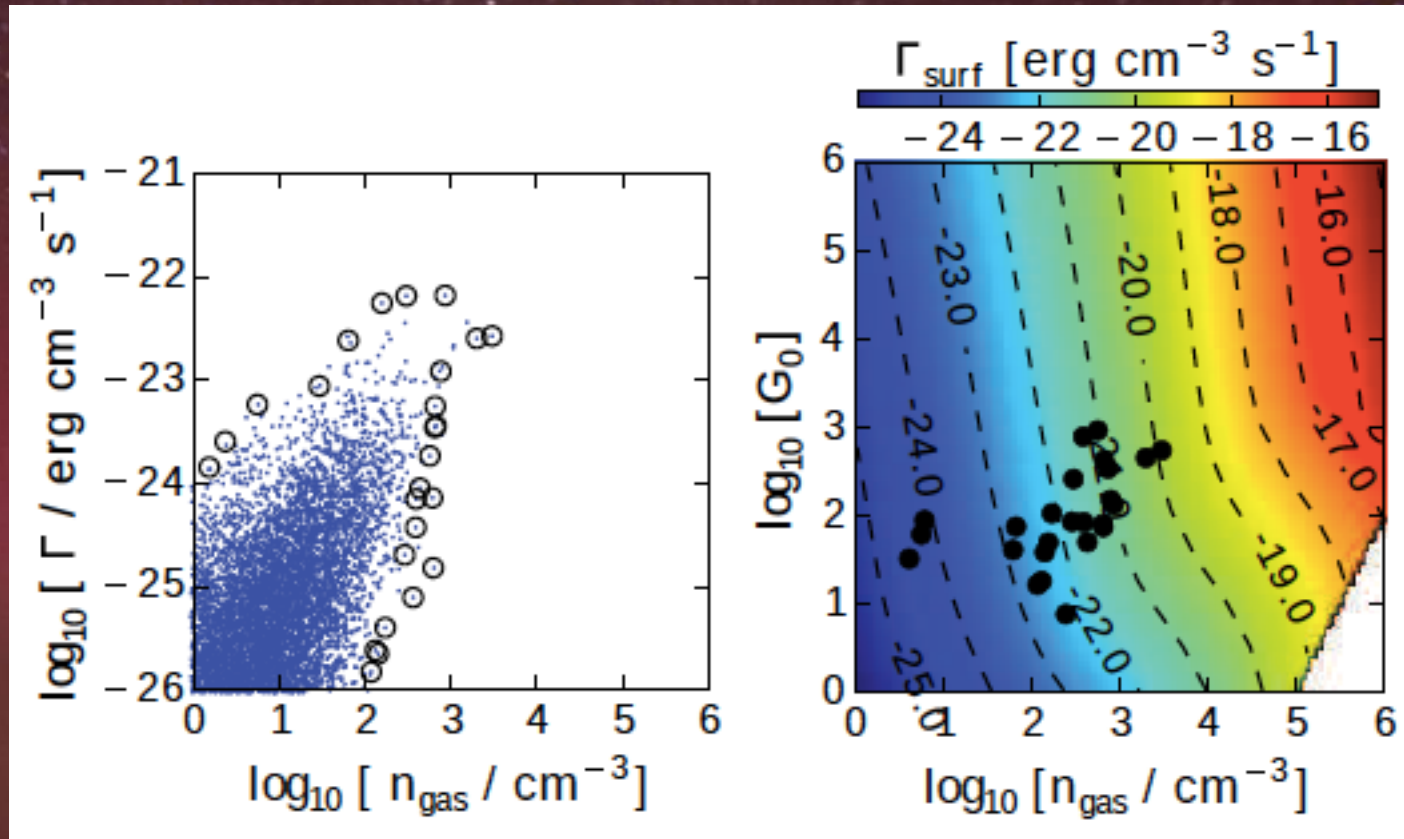 log₁₀ [ Γ / erg cm⁻³ s⁻¹]
−21
−22
−23
−24
−25
−26
0 1 2 3 4 5 6
log₁₀ [ n_gas / cm⁻³]
Γ_surf [erg cm⁻³ s⁻¹]
−24 −22 −20 −18 −16
log₁₀ [G₀]
6
5
4
3
2
1
0
-23.0
-20.0
-18.0
-16.0
-24.0
-17.0
-19.0
-22.0
-25.0
0 1 2 3 4 5 6
log₁₀ [n_gas / cm⁻³]